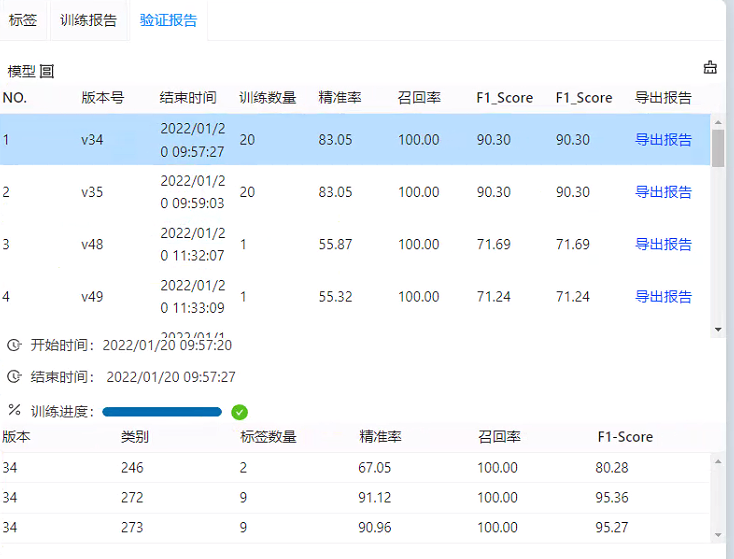 标签 训练报告 验证报告
模型
NO. 版本号 结束时间 训练数量 精准率 召回率 F1_Score F1_Score 导出报告
1 v34 2022/01/20 09:57:27 20 83.05 100.00 90.30 90.30 导出报告
2 v35 2022/01/20 09:59:03 20 83.05 100.00 90.30 90.30 导出报告
3 v48 2022/01/20 11:32:07 1 55.87 100.00 71.69 71.69 导出报告
4 v49 2022/01/20 11:33:09 1 55.32 100.00 71.24 71.24 导出报告
开始时间: 2022/01/20 09:57:20
结束时间: 2022/01/20 09:57:27
训练进度:
版本 类别 标签数量 精准率 召回率 F1-Score
34 246 2 67.05 100.00 80.28
34 272 9 91.12 100.00 95.36
34 273 9 90.96 100.00 95.27